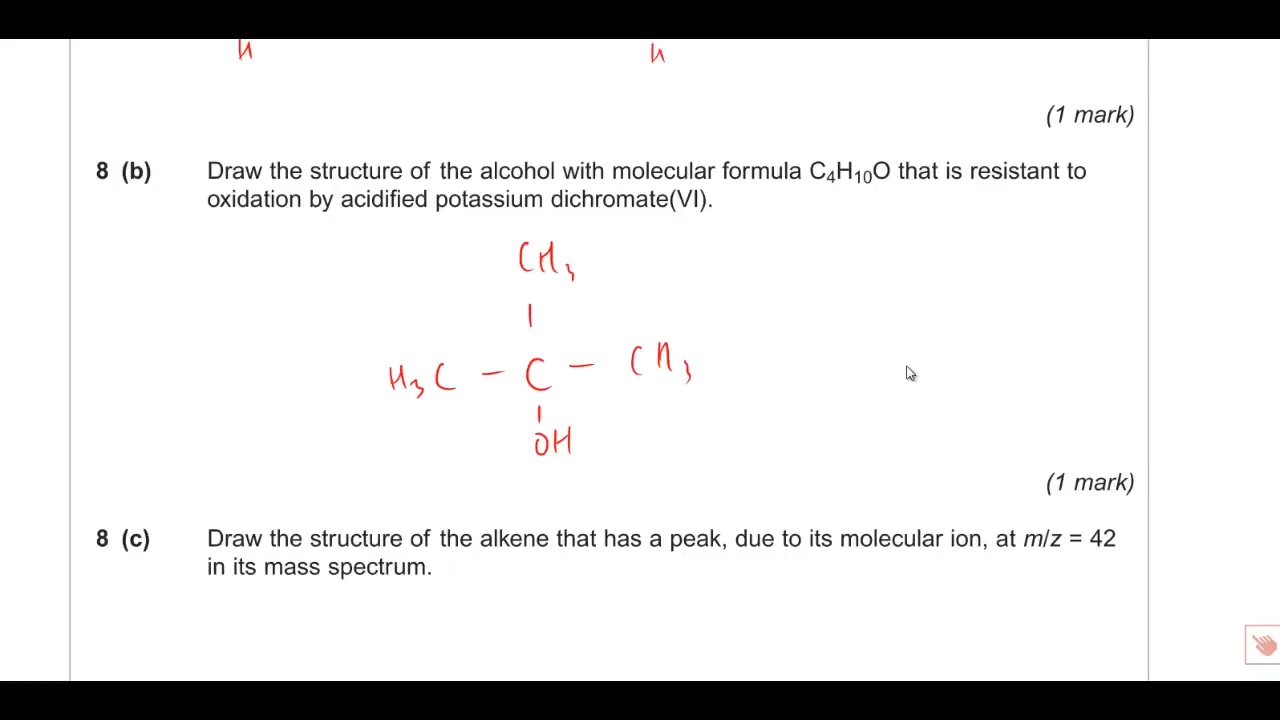 H H
(1 mark)
8 (b) Draw the structure of the alcohol with molecular formula C₄H₁₀O that is resistant to
oxidation by acidified potassium dichromate(VI).
CH₃
H₃C – C – CH₃
OH
(1 mark)
8 (c) Draw the structure of the alkene that has a peak, due to its molecular ion, at m/z = 42
in its mass spectrum.